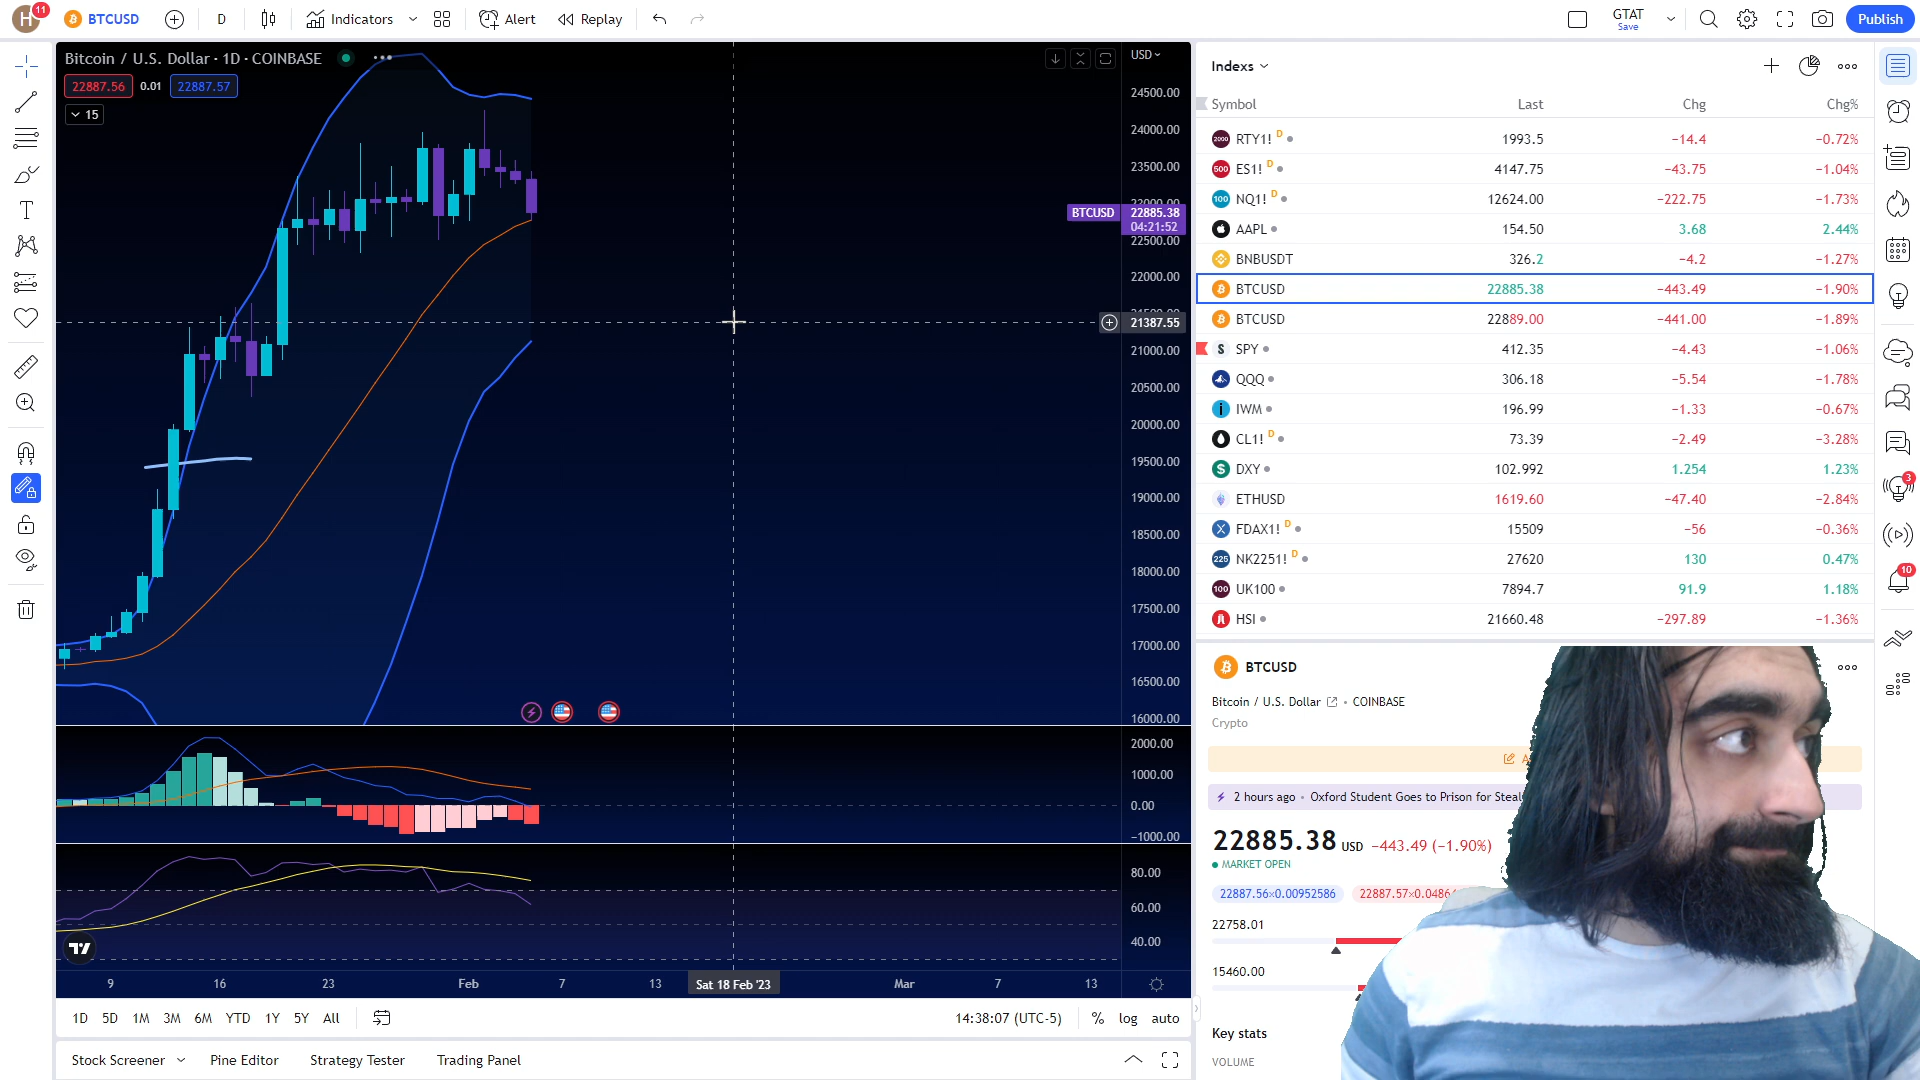 H 11 BTCUSD D Indicators Alert Replay GTAT Save Publish
Bitcoin / U.S. Dollar · 1D · COINBASE
22887.56 0.01 22887.57
15
USD
24500.00
24000.00
23500.00
BTCUSD 22885.38
04:21:52
22500.00
22000.00
21387.55
21000.00
20500.00
20000.00
19500.00
19000.00
18500.00
18000.00
17500.00
17000.00
16500.00
16000.00
2000.00
1000.00
0.00
−1000.00
80.00
60.00
40.00
9 16 23 Feb 7 13 Sat 18 Feb '23 Mar 7 13
1D 5D 1M 3M 6M YTD 1Y 5Y All 14:38:07 (UTC-5) % log auto
Stock Screener Pine Editor Strategy Tester Trading Panel
Indexs
Symbol Last Chg Chg%
2000 RTY1! D 1993.5 −14.4 −0.72%
500 ES1! D 4147.75 −43.75 −1.04%
100 NQ1! D 12624.00 −222.75 −1.73%
AAPL 154.50 3.68 2.44%
BNBUSDT 326.2 −4.2 −1.27%
BTCUSD 22885.38 −443.49 −1.90%
BTCUSD 22889.00 −441.00 −1.89%
S SPY 412.35 −4.43 −1.06%
QQQ 306.18 −5.54 −1.78%
i IWM 196.99 −1.33 −0.67%
CL1! D 73.39 −2.49 −3.28%
$ DXY 102.992 1.254 1.23%
ETHUSD 1619.60 −47.40 −2.84%
FDAX1! D 15509 −56 −0.36%
225 NK2251! D 27620 130 0.47%
100 UK100 7894.7 91.9 1.18%
HSI 21660.48 −297.89 −1.36%
3
10
BTCUSD
Bitcoin / U.S. Dollar • COINBASE
Crypto
2 hours ago • Oxford Student Goes to Prison for Steal
22885.38 USD −443.49 (−1.90%)
MARKET OPEN
22887.56×0.00952586 22887.57×0.0486
22758.01
15460.00
Key stats
VOLUME